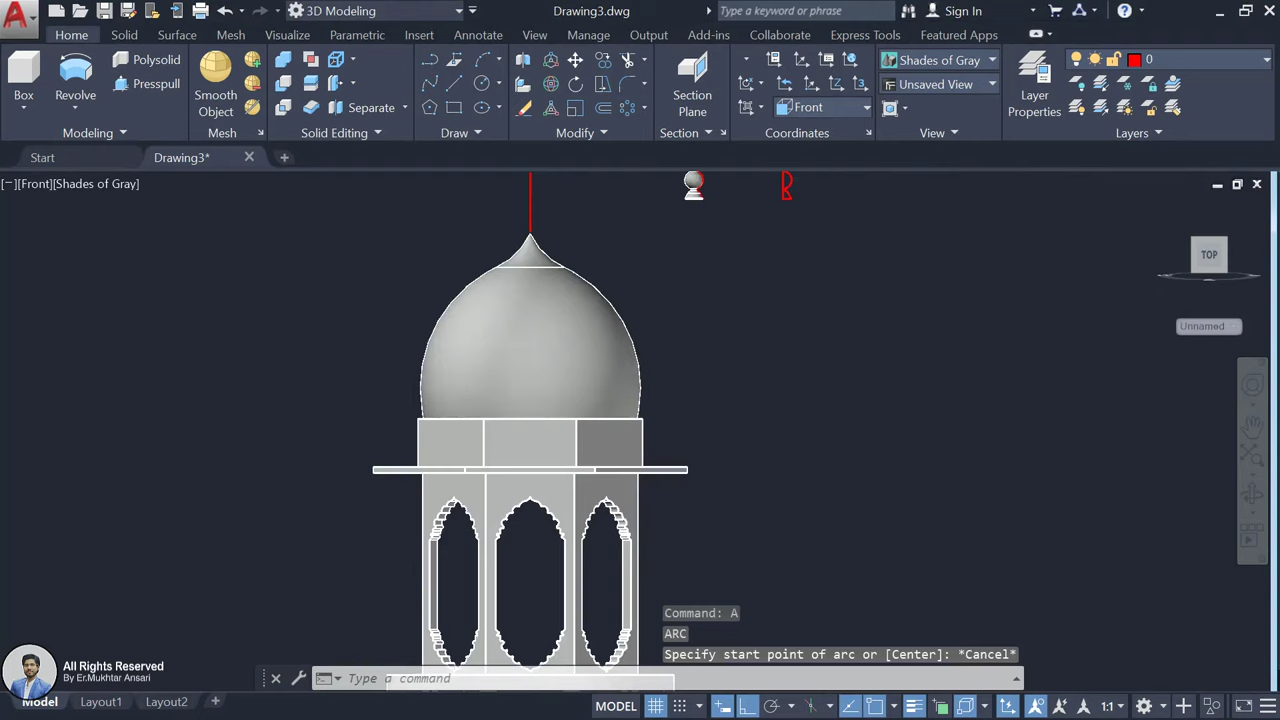 3D Modeling
Drawing3.dwg
Type a keyword or phrase
Sign In
Home Solid Surface Mesh Visualize Parametric Insert Annotate View Manage Output Add-ins Collaborate Express Tools Featured Apps
Box
Revolve
Polysolid
Presspull
Smooth Object
Separate
Section Plane
Front
Shades of Gray
Unsaved View
Layer Properties
0
Modeling Mesh Solid Editing Draw Modify Section Coordinates View Layers
Start Drawing3*
[−][Front][Shades of Gray]
TOP
Unnamed
Command: A
ARC
Specify start point of arc or [Center]: *Cancel*
Type a command
All Rights Reserved
By Er.Mukhtar Ansari
Model Layout1 Layout2
MODEL
1:1